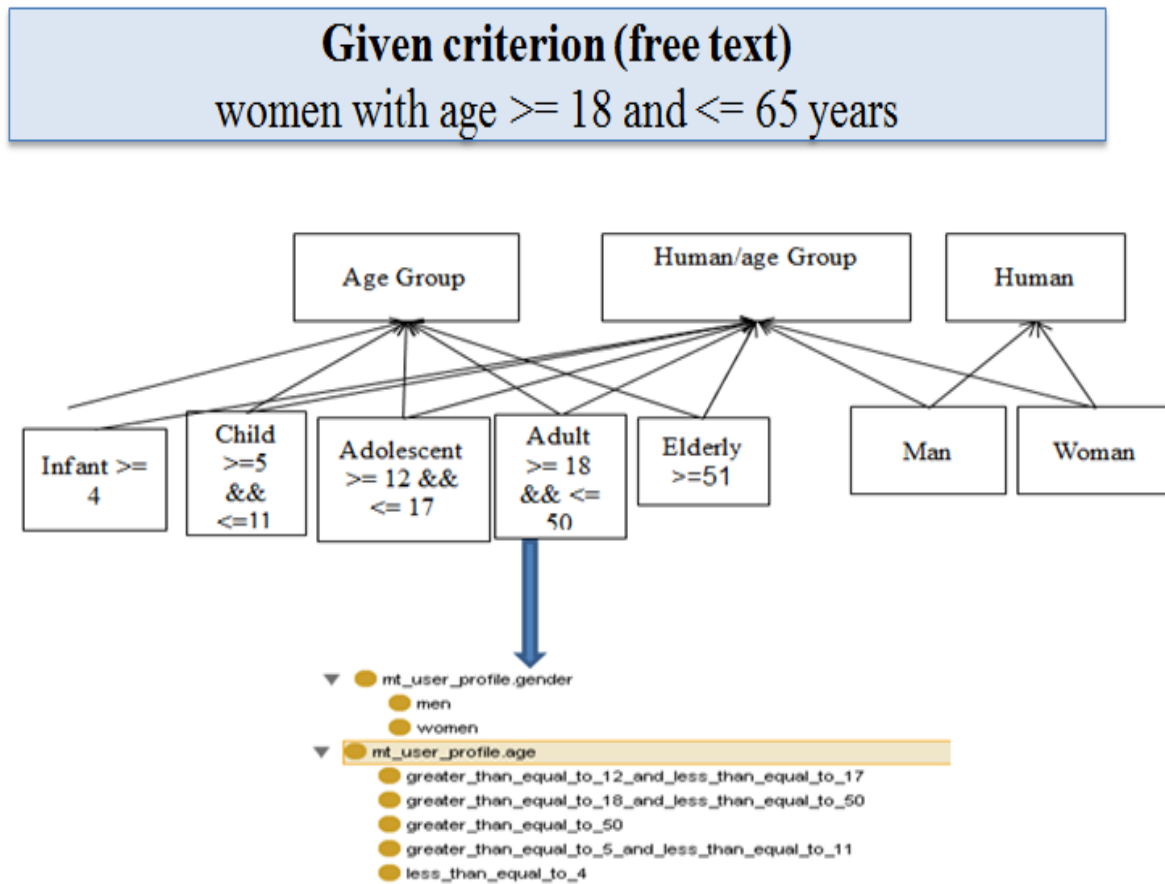 Given criterion (free text)
women with age >= 18 and <= 65 years
Age Group
Human/age Group
Human
Infant >=
4
Child
>=5
&&
<=11
Adolescent
>= 12 &&
<= 17
Adult
>= 18
&& <=
50
Elderly
>=51
Man
Woman
mt_user_profile.gender
men
women
mt_user_profile.age
greater_than_equal_to_12_and_less_than_equal_to_17
greater_than_equal_to_18_and_less_than_equal_to_50
greater_than_equal_to_50
greater_than_equal_to_5_and_less_than_equal_to_11
less_than_equal_to_4